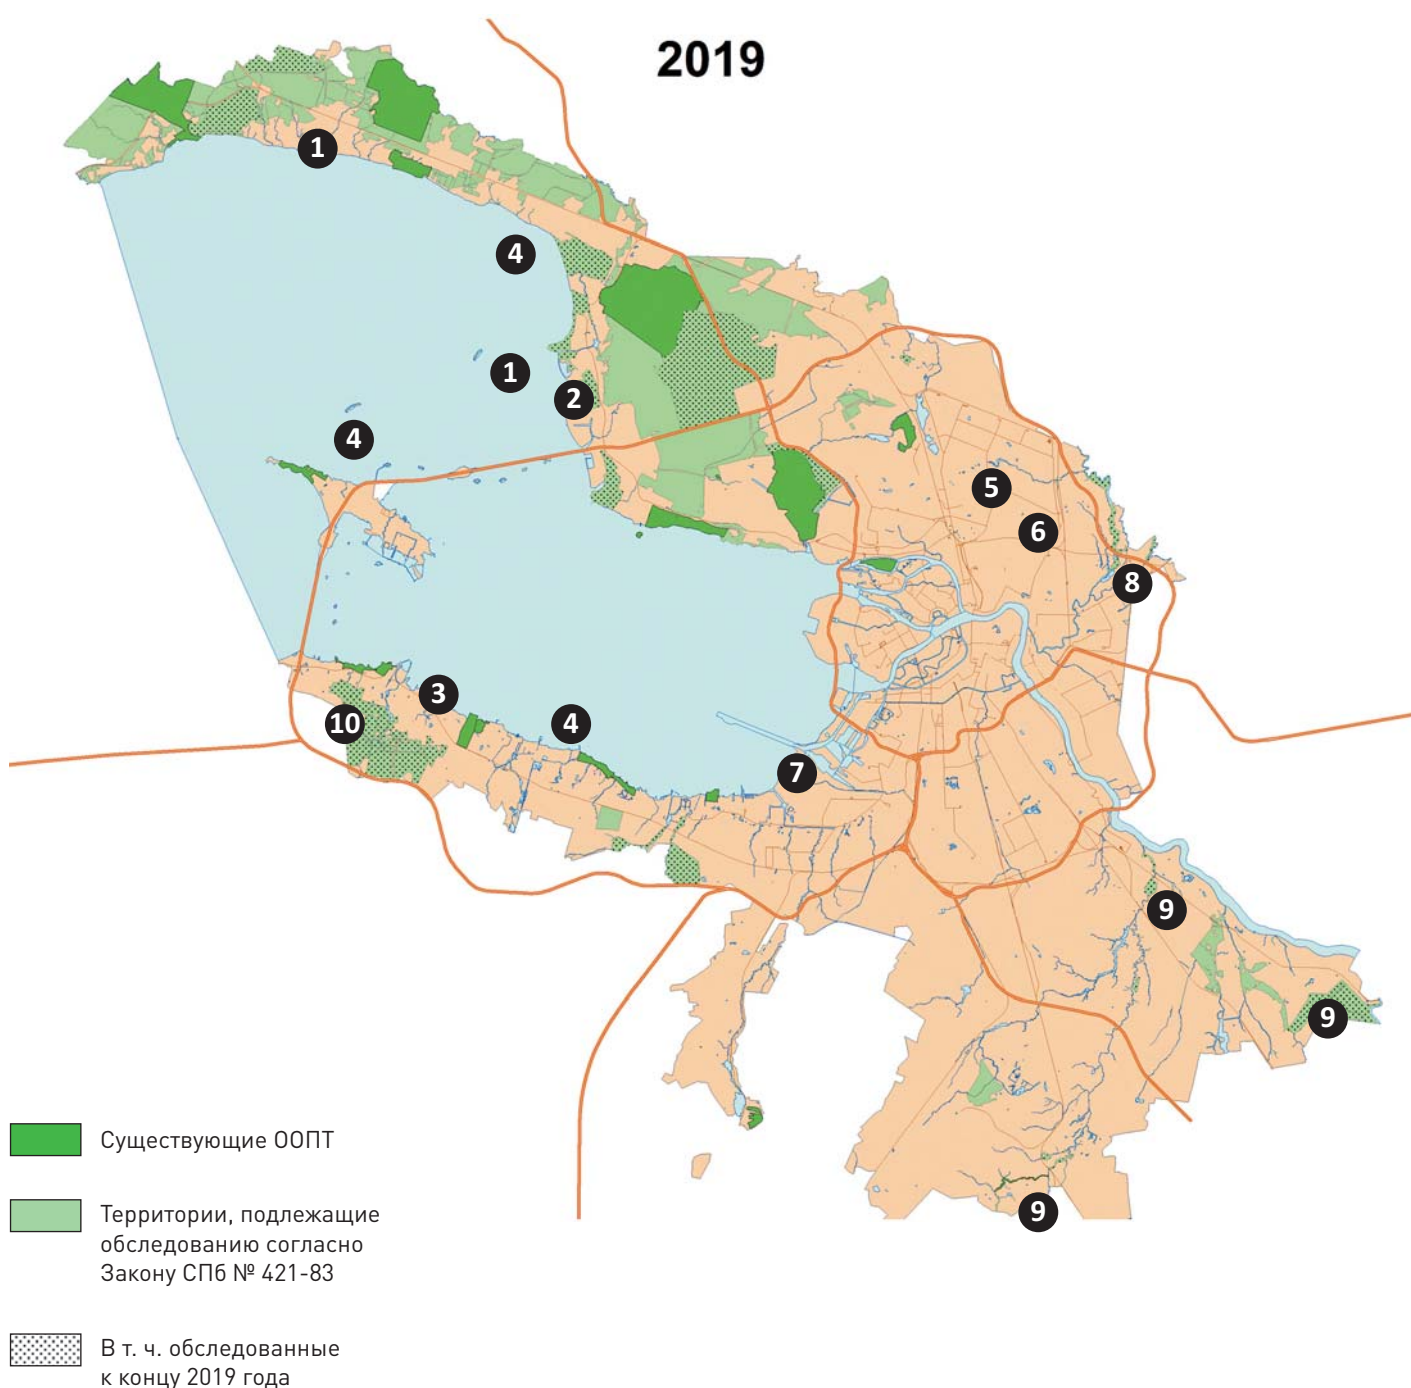 2019
1
4
1
2
4
5
6
8
3
10
4
7
9
9
9
Существующие ООПТ
Территории, подлежащие
обследованию согласно
Закону СПб № 421-83
В т. ч. обследованные
к концу 2019 года